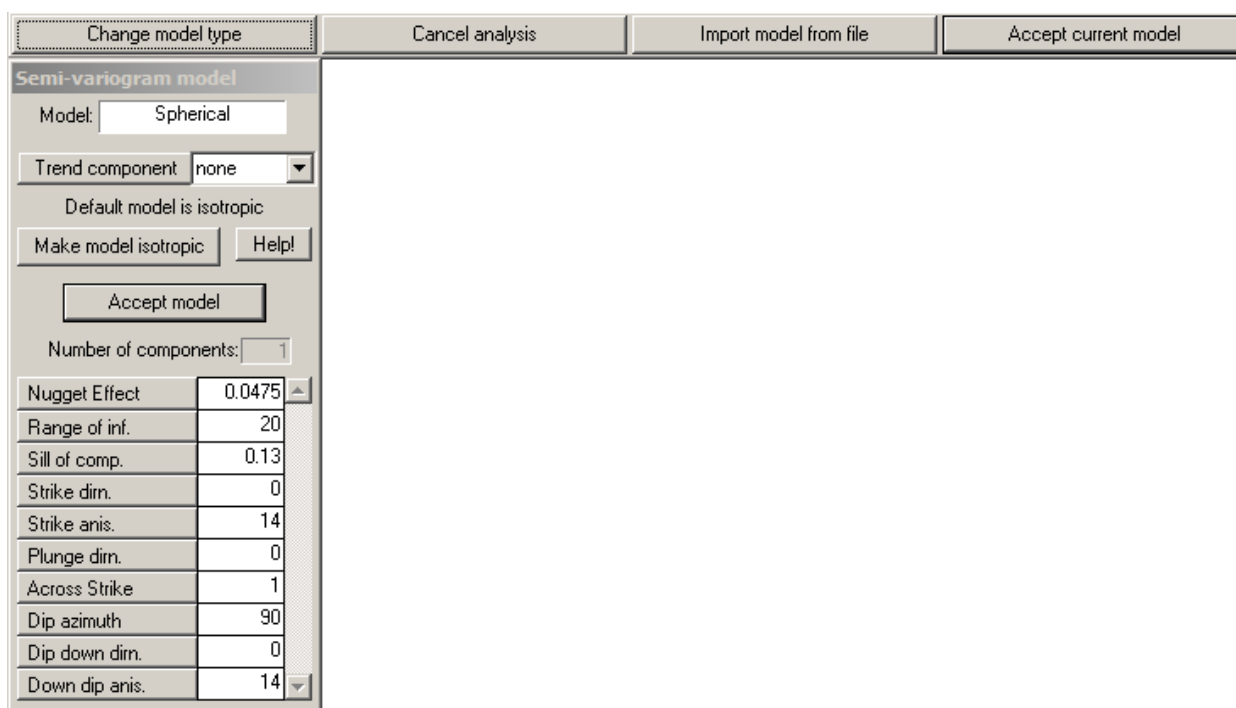 Change model type Cancel analysis Import model from file Accept current model
Semi-variogram model
Model: Spherical
Trend component none
Default model is isotropic
Make model isotropic Help!
Accept model
Number of components: 1
Nugget Effect 0.0475
Range of inf. 20
Sill of comp. 0.13
Strike dirn. 0
Strike anis. 14
Plunge dirn. 0
Across Strike 1
Dip azimuth 90
Dip down dirn. 0
Down dip anis. 14